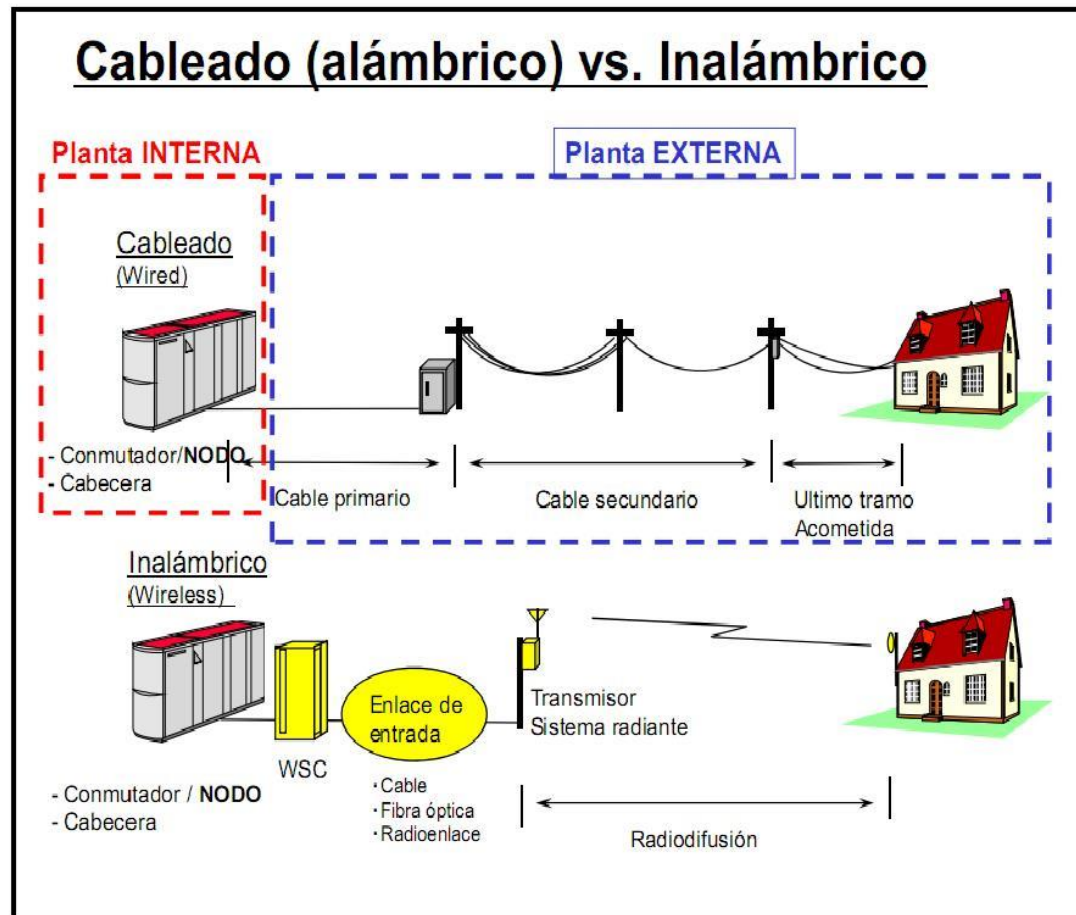 Cableado (alámbrico) vs. Inalámbrico
Planta INTERNA
Planta EXTERNA
Cableado
(Wired)
- Conmutador/NODO
- Cabecera
Cable primario
Cable secundario
Ultimo tramo
Acometida
Inalámbrico
(Wireless)
Enlace de
entrada
Transmisor
Sistema radiante
WSC
- Conmutador / NODO
- Cabecera
· Cable
· Fibra óptica
· Radioenlace
Radiodifusión